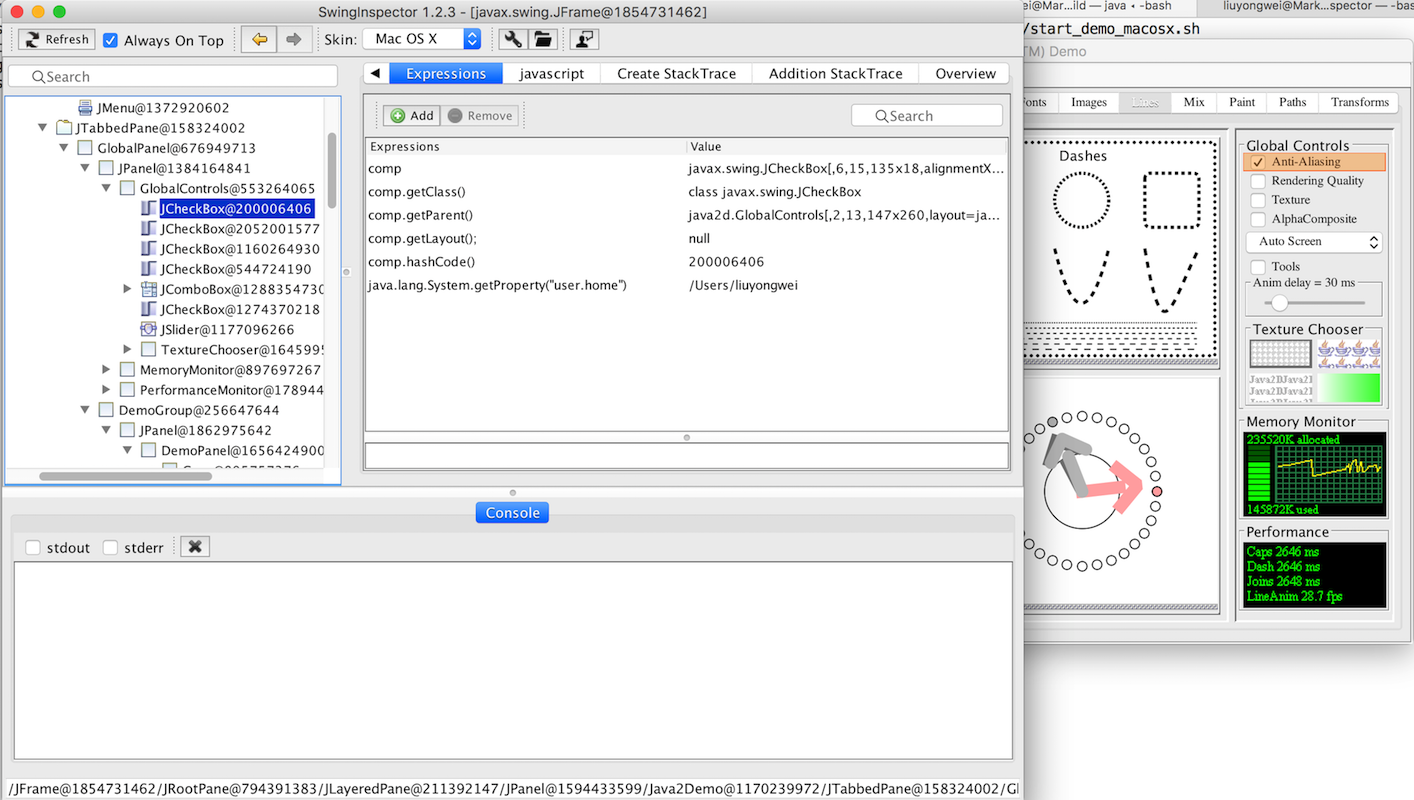 SwingInspector 1.2.3 - [javax.swing.JFrame@1854731462]
Refresh
Always On Top
Skin:
Mac OS X
Search
JMenu@1372920602
JTabbedPane@158324002
GlobalPanel@676949713
JPanel@1384164841
GlobalControls@553264065
JCheckBox@200006406
JCheckBox@2052001577
JCheckBox@1160264930
JCheckBox@544724190
JComboBox@1288354730
JCheckBox@1274370218
JSlider@1177096266
TextureChooser@1645995
MemoryMonitor@897697267
PerformanceMonitor@178944
DemoGroup@256647644
JPanel@1862975642
DemoPanel@1656424900
Expressions
javascript
Create StackTrace
Addition StackTrace
Overview
Add
Remove
Search
Expressions Value
comp javax.swing.JCheckBox[,6,15,135x18,alignmentX...
comp.getClass() class javax.swing.JCheckBox
comp.getParent() java2d.GlobalControls[,2,13,147x260,layout=ja...
comp.getLayout(); null
comp.hashCode() 200006406
java.lang.System.getProperty("user.home") /Users/liuyongwei
Console
stdout
stderr
/JFrame@1854731462/JRootPane@794391383/JLayeredPane@211392147/JPanel@1594433599/Java2Demo@1170239972/JTabbedPane@158324002/Gl
ei@Mar...ild — java ◂ -bash
liuyongwei@Mark...spector — -bas
/start_demo_macosx.sh
TM) Demo
onts
Images
Lines
Mix
Paint
Paths
Transforms
Dashes
Global Controls
Anti-Aliasing
Rendering Quality
Texture
AlphaComposite
Auto Screen
Tools
Anim delay = 30 ms
Texture Chooser
Java2DJava2D
Java2DJava2D
Memory Monitor
235520K allocated
145872K used
Performance
Caps 2646 ms
Dash 2646 ms
Joins 2648 ms
LineAnim 28.7 fps